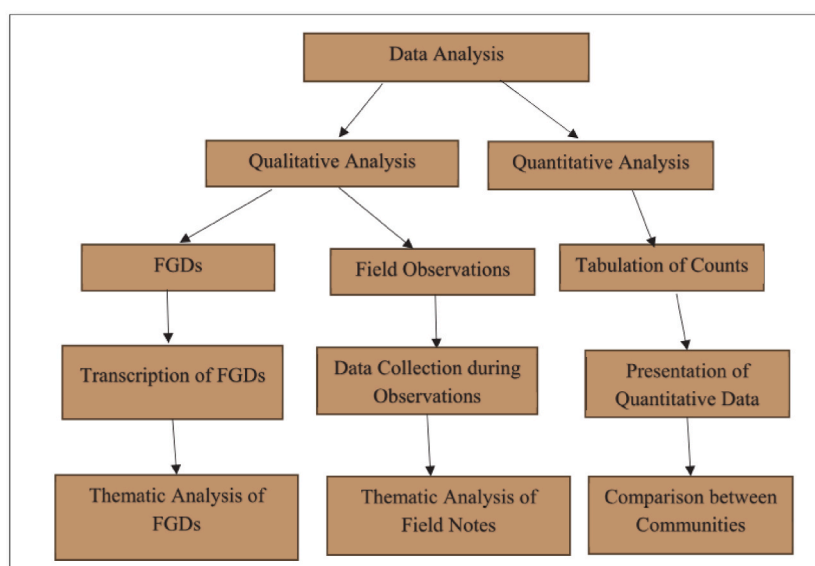 Data Analysis
Qualitative Analysis
Quantitative Analysis
FGDs
Field Observations
Tabulation of Counts
Transcription of FGDs
Data Collection during
Observations
Presentation of
Quantitative Data
Thematic Analysis of
FGDs
Thematic Analysis of
Field Notes
Comparison between
Communities